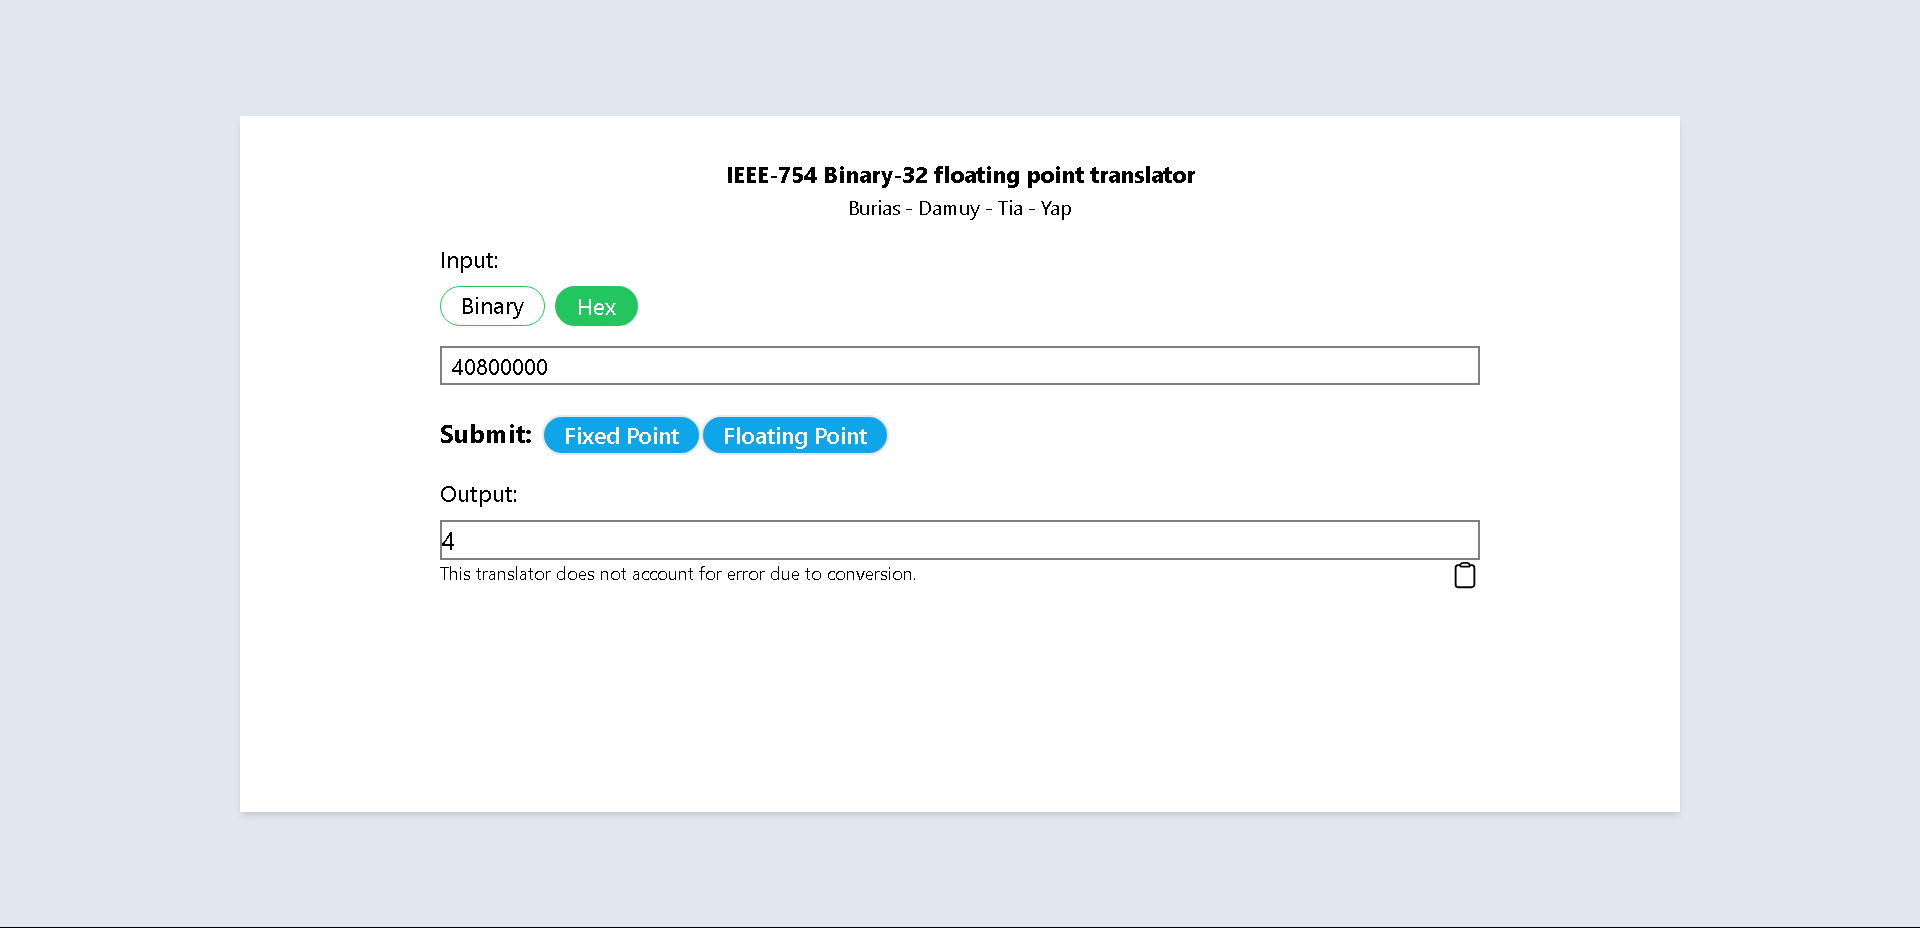 IEEE-754 Binary-32 floating point translator
Burias - Damuy - Tia - Yap
Input:
Binary Hex
40800000
Submit: Fixed Point Floating Point
Output:
4
This translator does not account for error due to conversion.